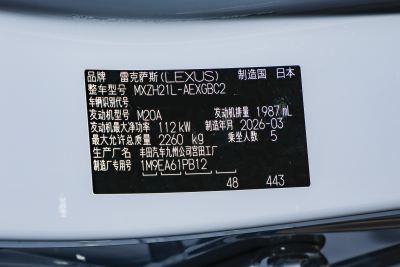 品牌 雷克萨斯(LEXUS) 制造国 日本
整车型号 MXZH21L-AEXGBC2
车辆识别代号
发动机型号 M20A 发动机排量 1987 mL
发动机最大净功率 112 kW 制造年月 2026-03
最大允许总质量 2260 kg 乘坐人数 5
生产厂名 丰田汽车九州公司宫田工厂
制造厂专用号 1M9EA61PB12
48 443